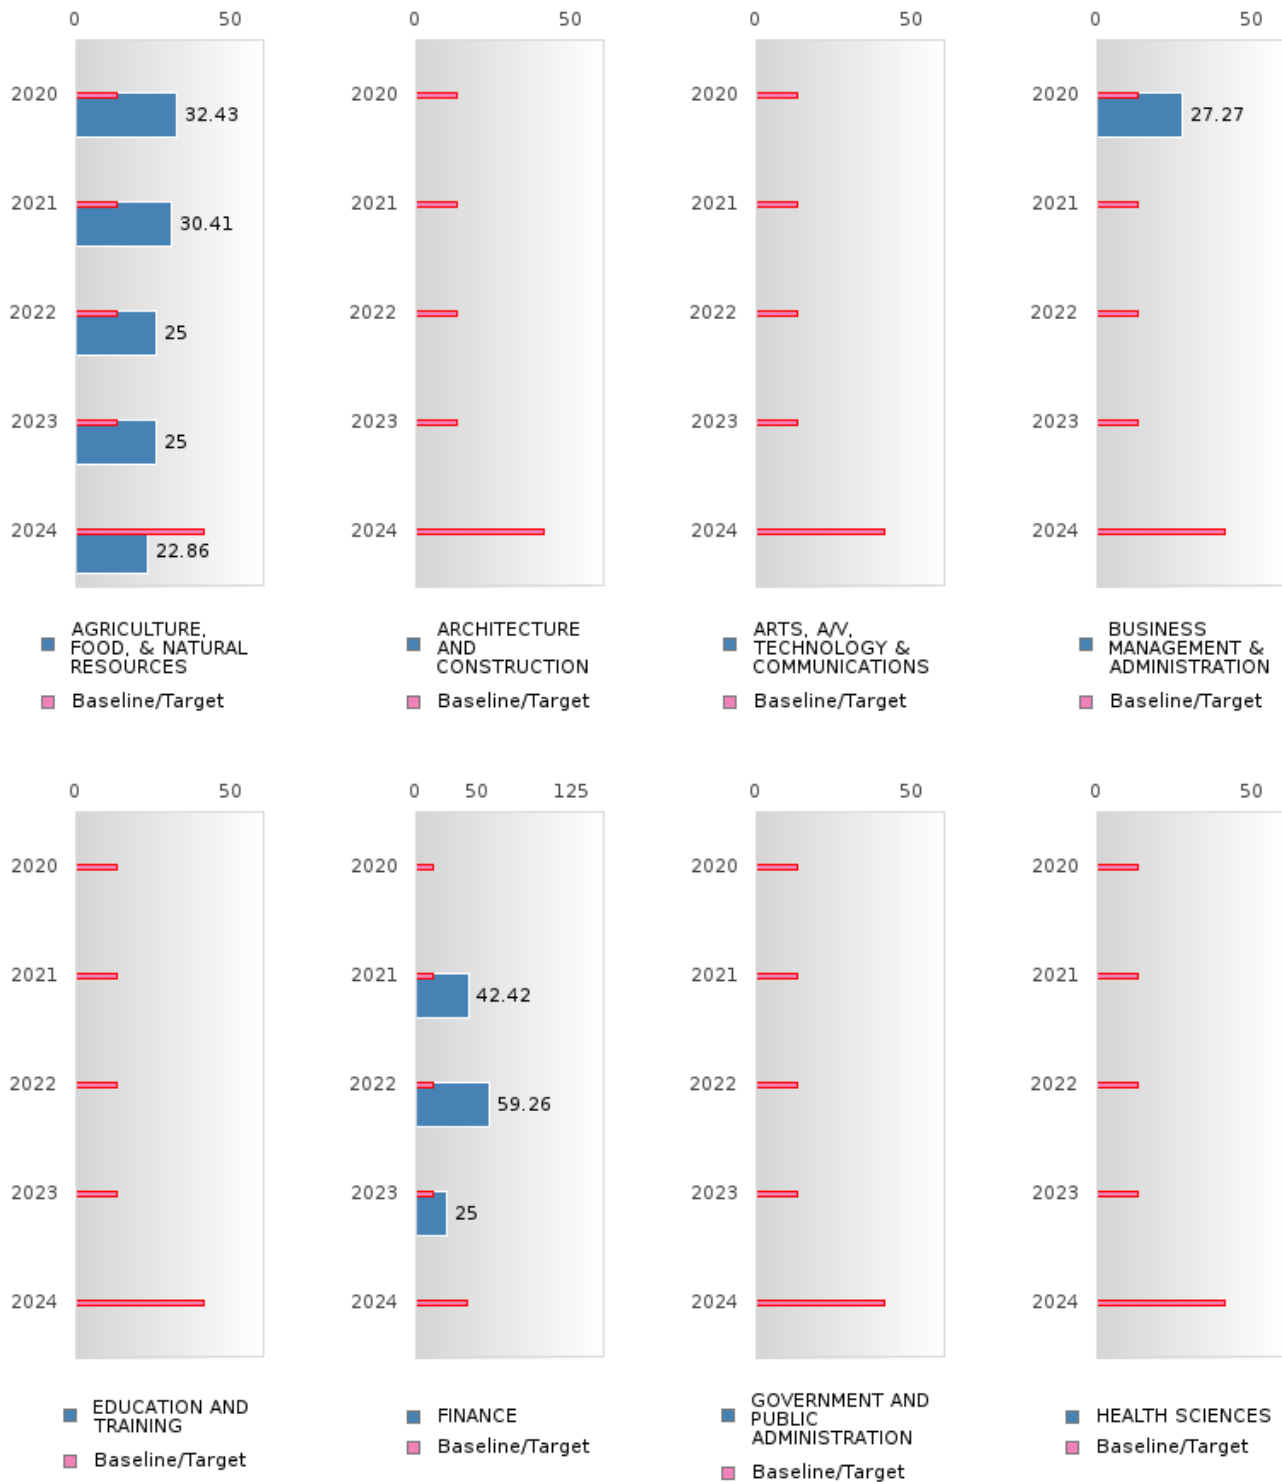 0 50 0 50 0 50 0 50
2020 32.43 2020 2020 2020 27.27
2021 30.41 2021 2021 2021
2022 25 2022 2022 2022
2023 25 2023 2023 2023
2024 22.86 2024 2024 2024
AGRICULTURE,
FOOD, & NATURAL
RESOURCES
Baseline/Target
ARCHITECTURE
AND
CONSTRUCTION
Baseline/Target
ARTS, A/V,
TECHNOLOGY &
COMMUNICATIONS
Baseline/Target
BUSINESS
MANAGEMENT &
ADMINISTRATION
Baseline/Target
0 50 0 50 125 0 50 0 50
2020 2020 2020 2020
2021 2021 42.42 2021 2021
2022 2022 59.26 2022 2022
2023 2023 25 2023 2023
2024 2024 2024 2024
EDUCATION AND
TRAINING
Baseline/Target
FINANCE
Baseline/Target
GOVERNMENT AND
PUBLIC
ADMINISTRATION
Baseline/Target
HEALTH SCIENCES
Baseline/Target